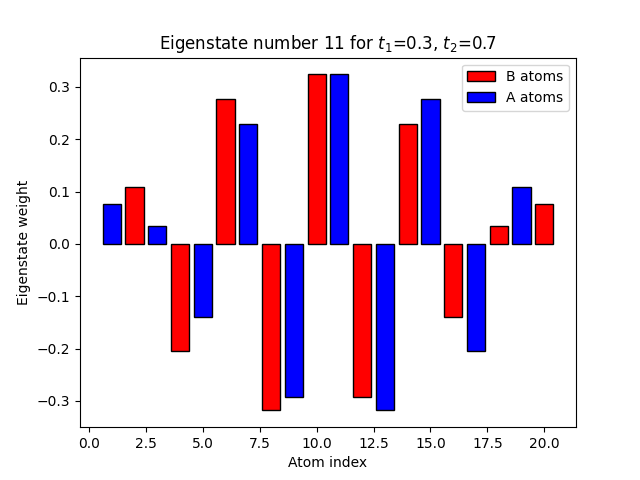 Eigenstate number 11 for $t_1$=0.3, $t_2$=0.7
B atoms
A atoms
Eigenstate weight
0.3
0.2
0.1
0.0
−0.1
−0.2
−0.3
0.0 2.5 5.0 7.5 10.0 12.5 15.0 17.5 20.0
Atom index